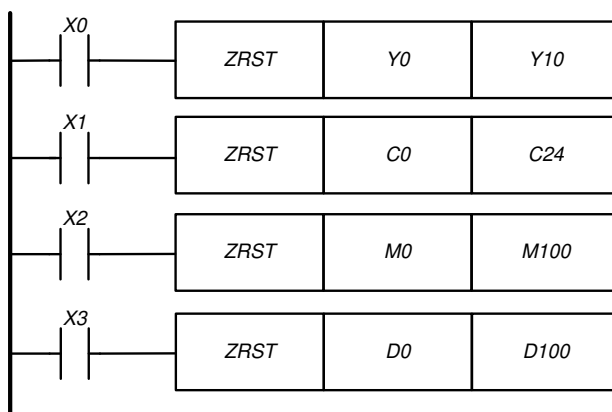 X0
ZRST Y0 Y10
X1
ZRST C0 C24
X2
ZRST M0 M100
X3
ZRST D0 D100